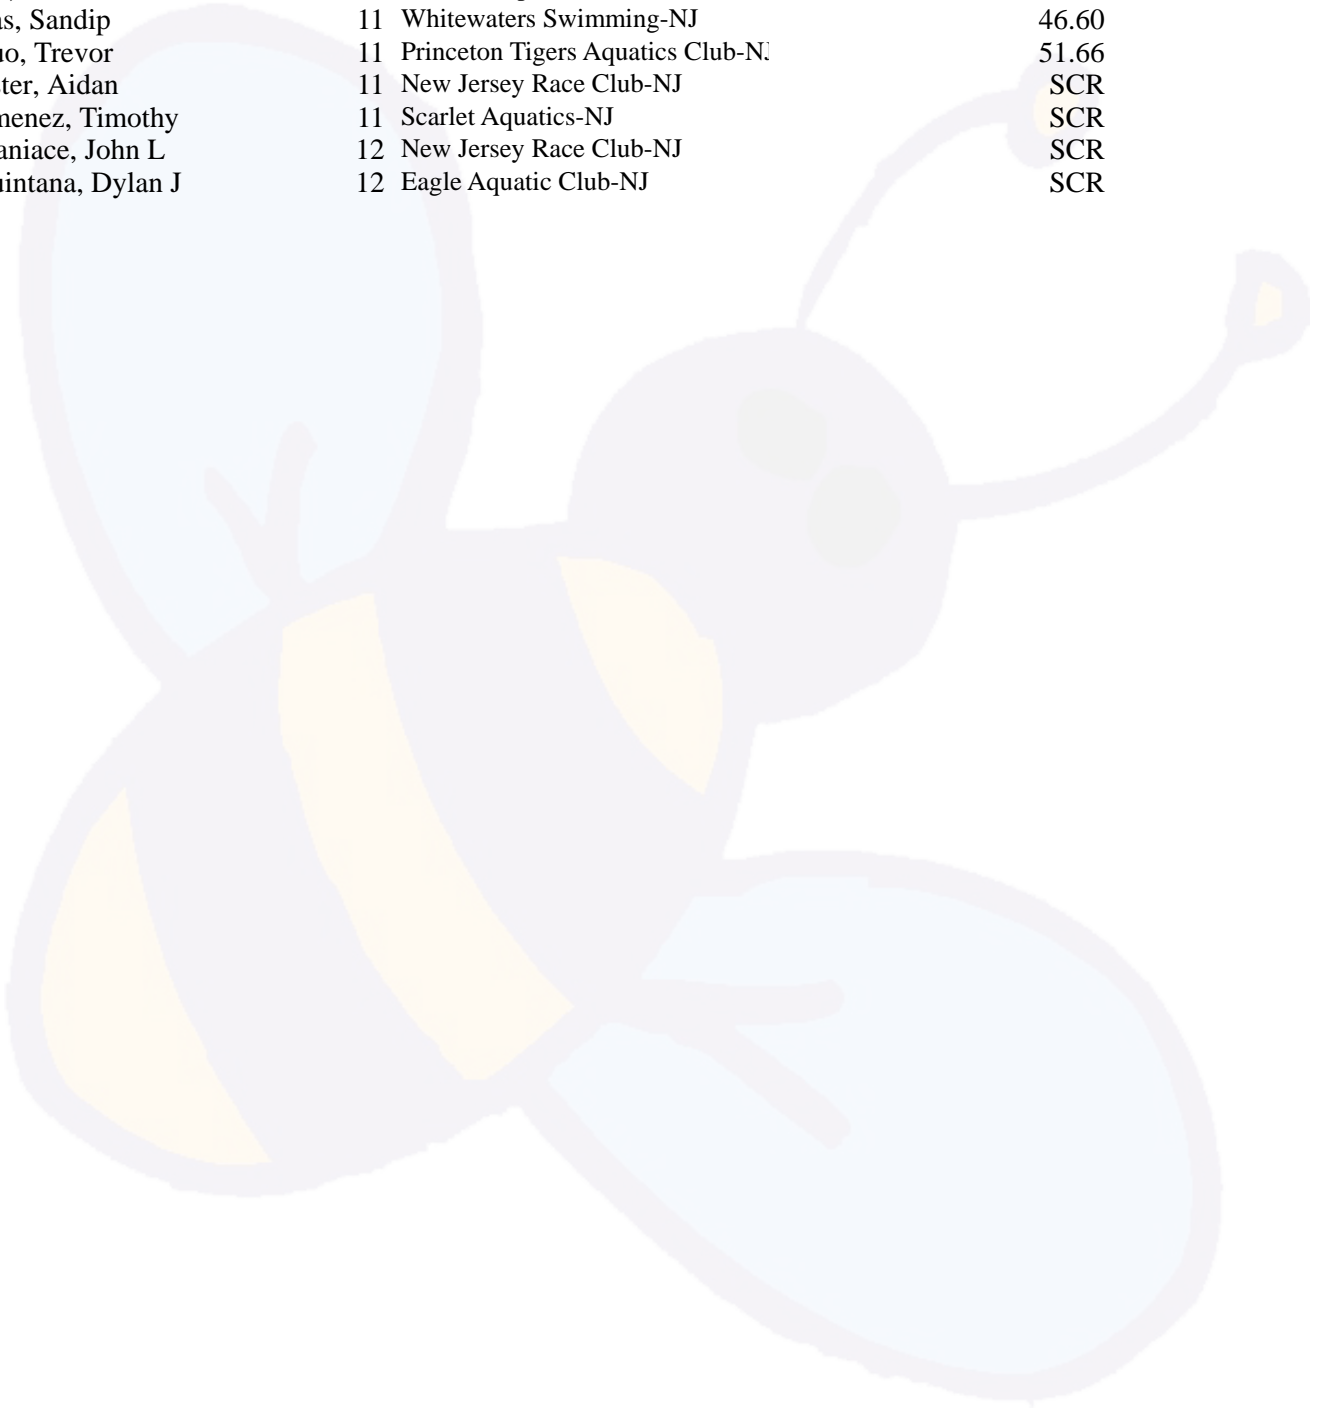 as, Sandip 11 Whitewaters Swimming-NJ 46.60
uo, Trevor 11 Princeton Tigers Aquatics Club-NJ 51.66
ter, Aidan 11 New Jersey Race Club-NJ SCR
menez, Timothy 11 Scarlet Aquatics-NJ SCR
aniace, John L 12 New Jersey Race Club-NJ SCR
uintana, Dylan J 12 Eagle Aquatic Club-NJ SCR